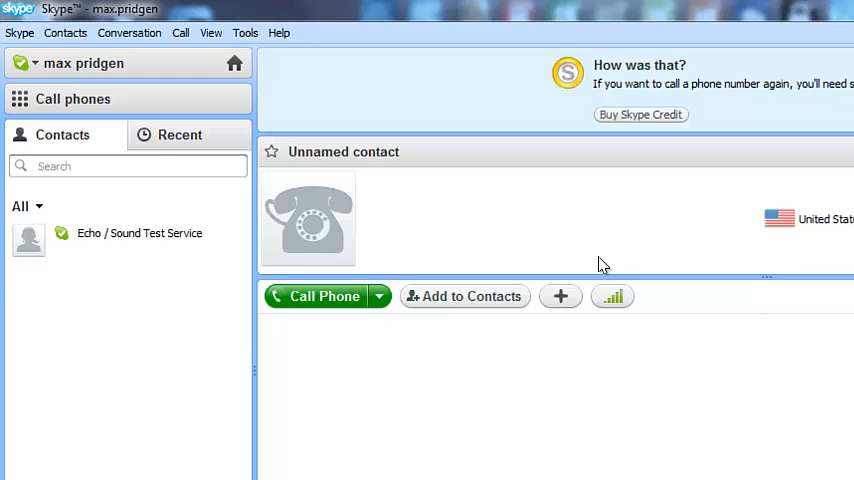 skype Skype™ - max.pridgen
Skype Contacts Conversation Call View Tools Help
max pridgen
Call phones
Contacts Recent
Search
All
Echo / Sound Test Service
How was that?
If you want to call a phone number again, you'll need s
Buy Skype Credit
Unnamed contact
United State
Call Phone Add to Contacts